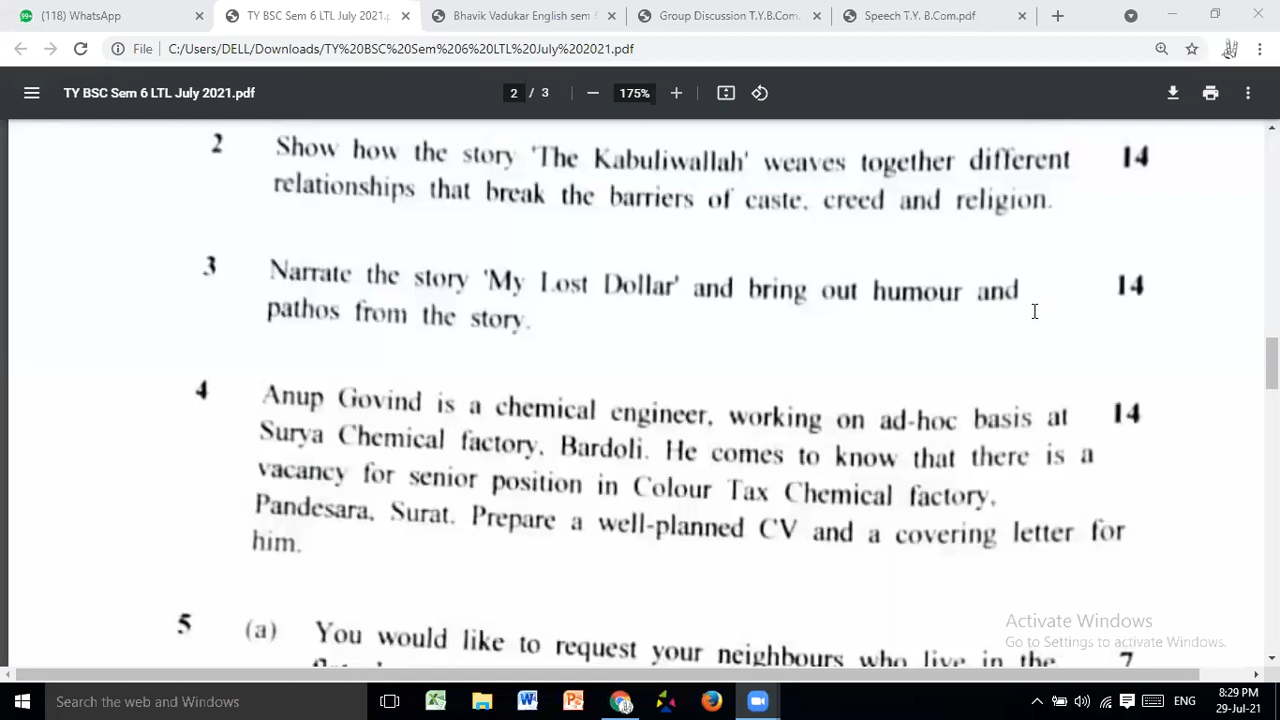 (118) WhatsApp
TY BSC Sem 6 LTL July 2021.p
Bhavik Vadukar English sem
Group Discussion T.Y.B.Com.
Speech T.Y. B.Com.pdf
File C:/Users/DELL/Downloads/TY%20BSC%20Sem%206%20LTL%20July%202021.pdf
TY BSC Sem 6 LTL July 2021.pdf
2 / 3
175%
2 Show how the story 'The Kabuliwallah' weaves together different 14
relationships that break the barriers of caste, creed and religion.
3 Narrate the story 'My Lost Dollar' and bring out humour and 14
pathos from the story.
4 Anup Govind is a chemical engineer, working on ad-hoc basis at 14
Surya Chemical factory, Bardoli. He comes to know that there is a
vacancy for senior position in Colour Tax Chemical factory,
Pandesara, Surat. Prepare a well-planned CV and a covering letter for
him.
5 (a) You would like to request your neighbours who live in the 7
Activate Windows
Go to Settings to activate Windows.
Search the web and Windows
ENG
8:29 PM
29-Jul-21